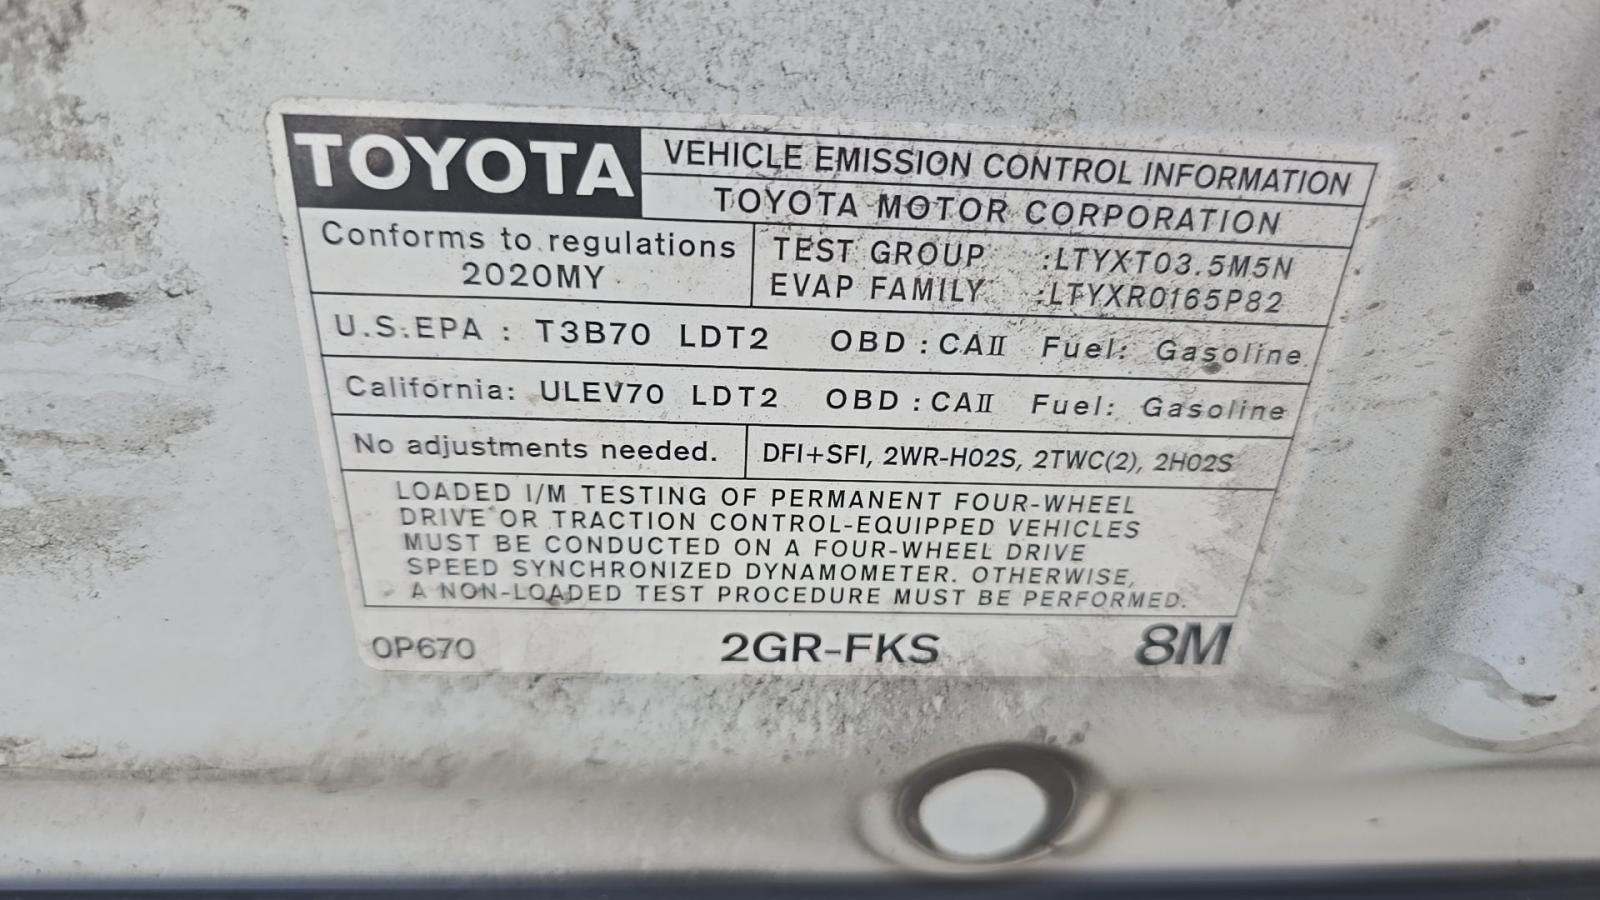 TOYOTA
VEHICLE EMISSION CONTROL INFORMATION
TOYOTA MOTOR CORPORATION
Conforms to regulations
2020MY
TEST GROUP :LTYXT03.5M5N
EVAP FAMILY :LTYXR0165P82
U.S.EPA : T3B70 LDT2 OBD : CAⅡ Fuel: Gasoline
California: ULEV70 LDT2 OBD : CAⅡ Fuel: Gasoline
No adjustments needed.
DFI+SFI, 2WR-HO2S, 2TWC(2), 2HO2S
LOADED I/M TESTING OF PERMANENT FOUR-WHEEL
DRIVE OR TRACTION CONTROL-EQUIPPED VEHICLES
MUST BE CONDUCTED ON A FOUR-WHEEL DRIVE
SPEED SYNCHRONIZED DYNAMOMETER. OTHERWISE,
A NON-LOADED TEST PROCEDURE MUST BE PERFORMED.
0P670
2GR-FKS
8M